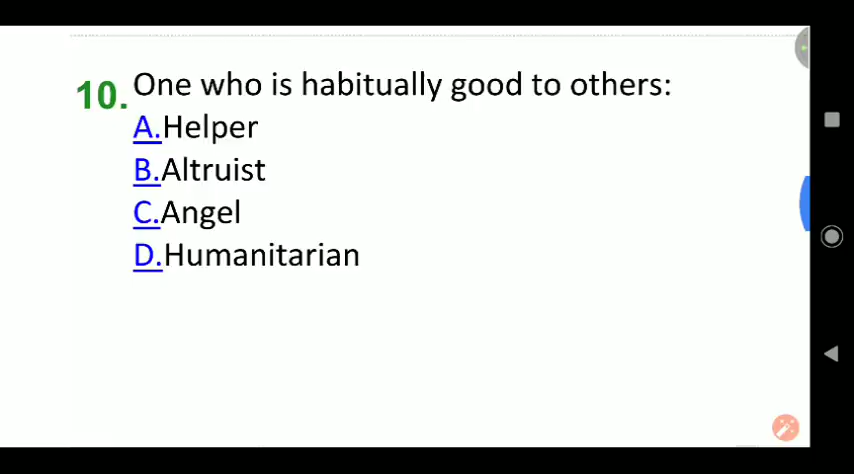 10. One who is habitually good to others:
A.Helper
B.Altruist
C.Angel
D.Humanitarian